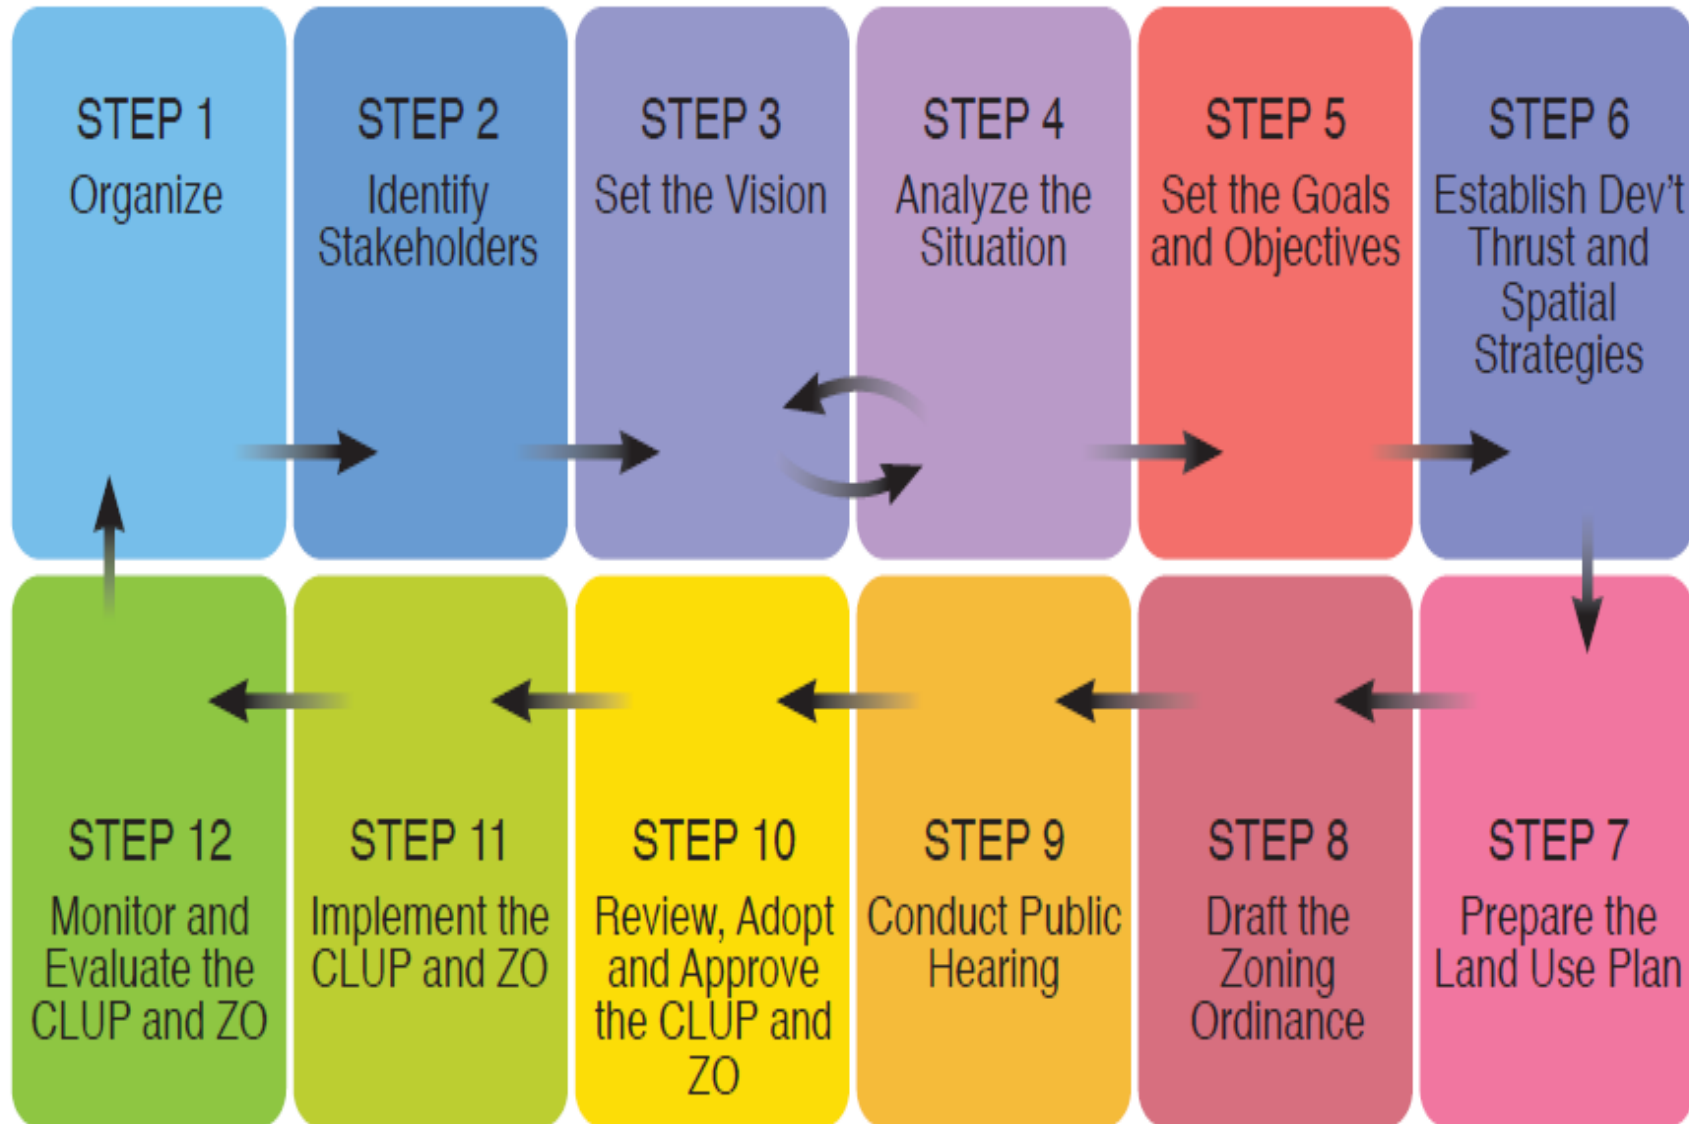 STEP 1
Organize
STEP 2
Identify
Stakeholders
STEP 3
Set the Vision
STEP 4
Analyze the
Situation
STEP 5
Set the Goals
and Objectives
STEP 6
Establish Dev't
Thrust and
Spatial
Strategies
STEP 12
Monitor and
Evaluate the
CLUP and ZO
STEP 11
Implement the
CLUP and ZO
STEP 10
Review, Adopt
and Approve
the CLUP and
ZO
STEP 9
Conduct Public
Hearing
STEP 8
Draft the
Zoning
Ordinance
STEP 7
Prepare the
Land Use Plan